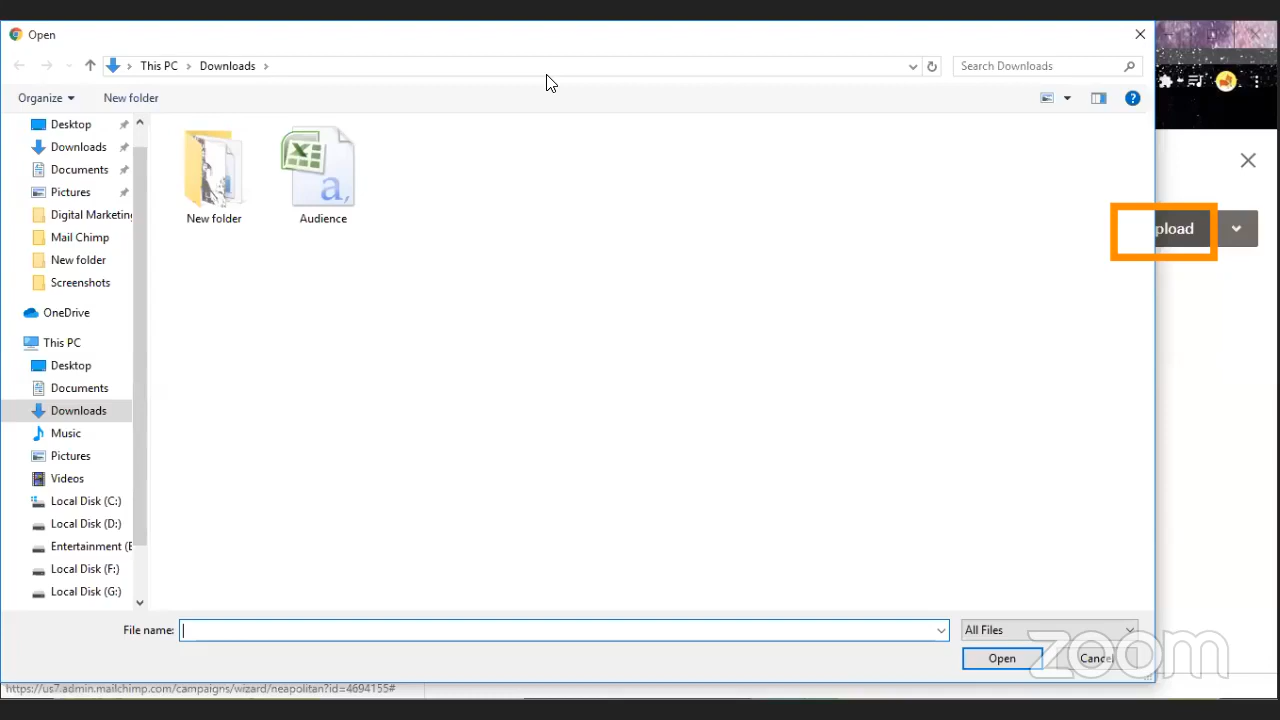 Open
This PC
Downloads
Search Downloads
Organize
New folder
Desktop
Downloads
Documents
Pictures
Digital Marketing
Mail Chimp
New folder
Screenshots
OneDrive
This PC
Desktop
Documents
Downloads
Music
Pictures
Videos
Local Disk (C:)
Local Disk (D:)
Entertainment (E
Local Disk (F:)
Local Disk (G:)
New folder
a,
Audience
pload
File name:
All Files
Open
Cancel
zoom
https://us7.admin.mailchimp.com/campaigns/wizard/neapolitan?id=4694155#